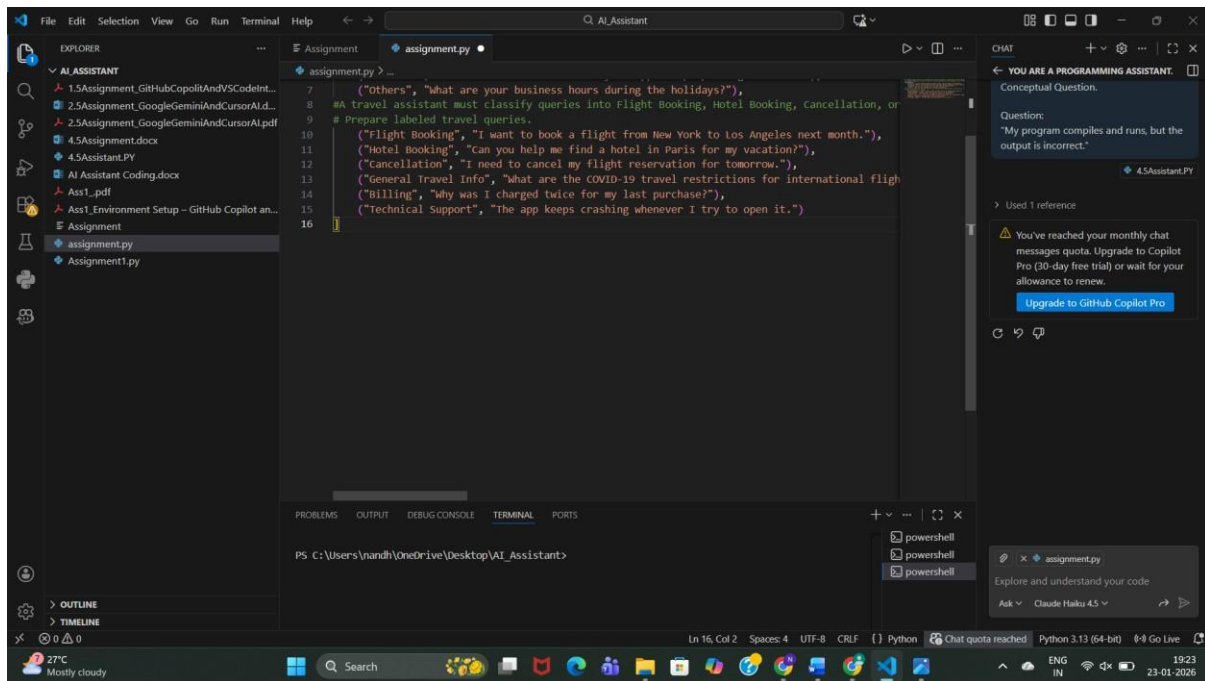 File Edit Selection View Go Run Terminal Help
AI_Assistant
EXPLORER
AI_ASSISTANT
1.5Assignment_GitHubCopolitAndVSCodeInt...
2.5Assignment_GoogleGeminiAndCursorAI.d...
2.5Assignment_GoogleGeminiAndCursorAI.pdf
4.5Assignment.docx
4.5Assistant.PY
AI Assistant Coding.docx
Ass1_.pdf
Ass1_Environment Setup – GitHub Copilot an...
Assignment
assignment.py
Assignment1.py
OUTLINE
TIMELINE
Assignment
assignment.py
assignment.py > ...
7 ("Others", "What are your business hours during the holidays?"),
8 #A travel assistant must classify queries into Flight Booking, Hotel Booking, Cancellation, or
9 # Prepare labeled travel queries.
10 ("Flight Booking", "I want to book a flight from New York to Los Angeles next month."),
11 ("Hotel Booking", "Can you help me find a hotel in Paris for my vacation?"),
12 ("Cancellation", "I need to cancel my flight reservation for tomorrow."),
13 ("General Travel Info", "What are the COVID-19 travel restrictions for international fligh
14 ("Billing", "Why was I charged twice for my last purchase?"),
15 ("Technical Support", "The app keeps crashing whenever I try to open it.")
16 ]
PROBLEMS OUTPUT DEBUG CONSOLE TERMINAL PORTS
PS C:\Users\nandh\OneDrive\Desktop\AI_Assistant>
powershell
powershell
powershell
CHAT
YOU ARE A PROGRAMMING ASSISTANT.
Conceptual Question.
Question:
"My program compiles and runs, but the
output is incorrect."
4.5Assistant.PY
Used 1 reference
You've reached your monthly chat
messages quota. Upgrade to Copilot
Pro (30-day free trial) or wait for your
allowance to renew.
Upgrade to GitHub Copilot Pro
assignment.py
Explore and understand your code
Ask Claude Haiku 4.5
0 0 Ln 16, Col 2 Spaces: 4 UTF-8 CRLF {} Python Chat quota reached Python 3.13 (64-bit) Go Live
7
27°C
Mostly cloudy
Search
ENG
IN
19:23
23-01-2026